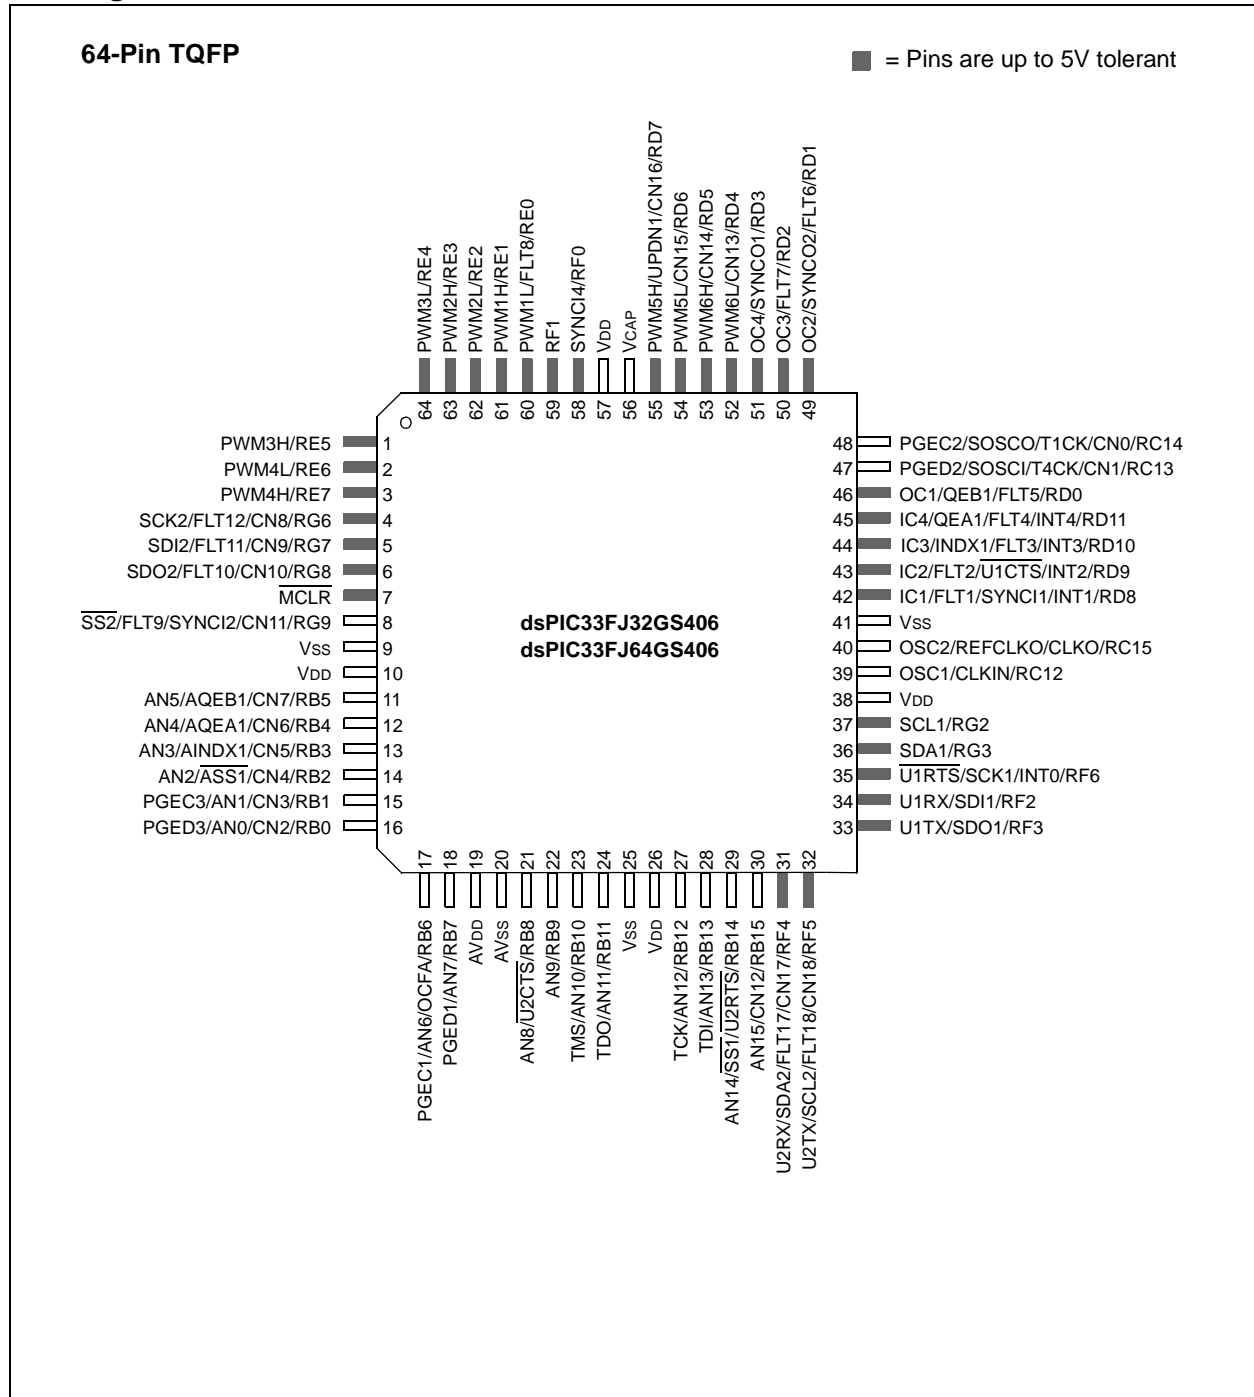 64-Pin TQFP
= Pins are up to 5V tolerant
PWM3L/RE4
PWM2H/RE3
PWM2L/RE2
PWM1H/RE1
PWM1L/FLT8/RE0
RF1
SYNCI4/RF0
VDD
VCAP
PWM5H/UPDN1/CN16/RD7
PWM5L/CN15/RD6
PWM6H/CN14/RD5
PWM6L/CN13/RD4
OC4/SYNCO1/RD3
OC3/FLT7/RD2
OC2/SYNCO2/FLT6/RD1
64 63 62 61 60 59 58 57 56 55 54 53 52 51 50 49
PWM3H/RE5 1
PWM4L/RE6 2
PWM4H/RE7 3
SCK2/FLT12/CN8/RG6 4
SDI2/FLT11/CN9/RG7 5
SDO2/FLT10/CN10/RG8 6
MCLR 7
SS2/FLT9/SYNCI2/CN11/RG9 8
VSS 9
VDD 10
AN5/AQEB1/CN7/RB5 11
AN4/AQEA1/CN6/RB4 12
AN3/AINDX1/CN5/RB3 13
AN2/ASS1/CN4/RB2 14
PGEC3/AN1/CN3/RB1 15
PGED3/AN0/CN2/RB0 16
dsPIC33FJ32GS406
dsPIC33FJ64GS406
48 PGEC2/SOSCO/T1CK/CN0/RC14
47 PGED2/SOSCI/T4CK/CN1/RC13
46 OC1/QEB1/FLT5/RD0
45 IC4/QEA1/FLT4/INT4/RD11
44 IC3/INDX1/FLT3/INT3/RD10
43 IC2/FLT2/U1CTS/INT2/RD9
42 IC1/FLT1/SYNCI1/INT1/RD8
41 VSS
40 OSC2/REFCLKO/CLKO/RC15
39 OSC1/CLKIN/RC12
38 VDD
37 SCL1/RG2
36 SDA1/RG3
35 U1RTS/SCK1/INT0/RF6
34 U1RX/SDI1/RF2
33 U1TX/SDO1/RF3
17 18 19 20 21 22 23 24 25 26 27 28 29 30 31 32
PGEC1/AN6/OCFA/RB6
PGED1/AN7/RB7
AVDD
AVSS
AN8/U2CTS/RB8
AN9/RB9
TMS/AN10/RB10
TDO/AN11/RB11
VSS
VDD
TCK/AN12/RB12
TDI/AN13/RB13
AN14/SS1/U2RTS/RB14
AN15/CN12/RB15
U2RX/SDA2/FLT17/CN17/RF4
U2TX/SCL2/FLT18/CN18/RF5